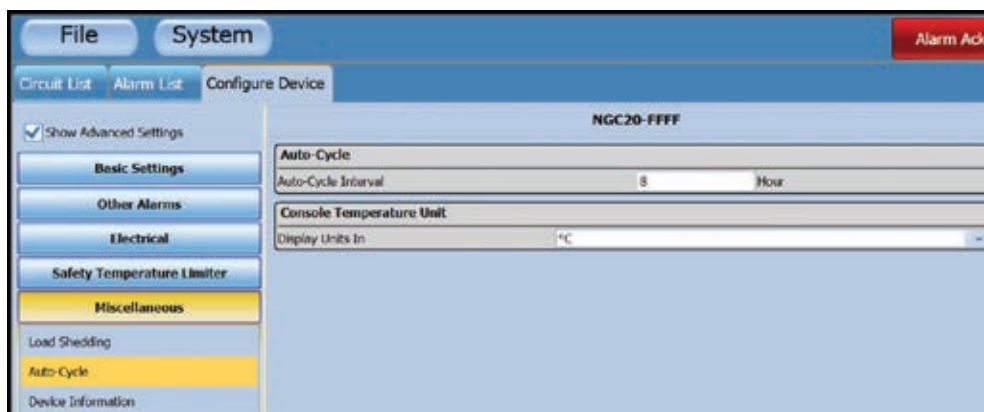 File System
Alarm Ack
Circuit List Alarm List Configure Device
NGC20-FFFF
Show Advanced Settings
Basic Settings
Other Alarms
Electrical
Safety Temperature Limiter
Miscellaneous
Load Shedding
Auto-Cycle
Device Information
Auto-Cycle
Auto-Cycle Interval 8 Hour
Console Temperature Unit
Display Units In °C